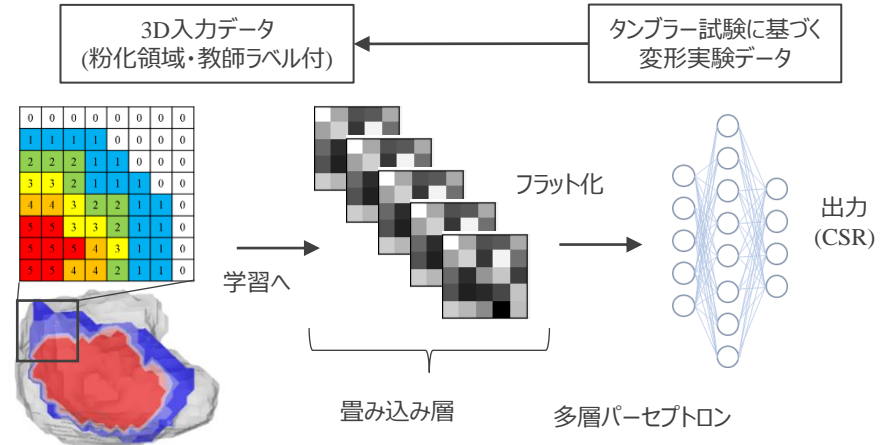 3D入力データ
(粉化領域・教師ラベル付)
タンブラー試験に基づく
変形実験データ
0 0 0 0 0 0 0 0
1 1 1 1 0 0 0 0
2 2 2 1 1 0 0 0
3 3 2 1 1 1 0 0
4 4 3 2 2 1 1 0
5 5 3 3 2 1 1 0
5 5 5 4 3 1 1 0
5 5 4 4 2 1 1 0
学習へ
フラット化
出力
(CSR)
畳み込み層
多層パーセプトロン